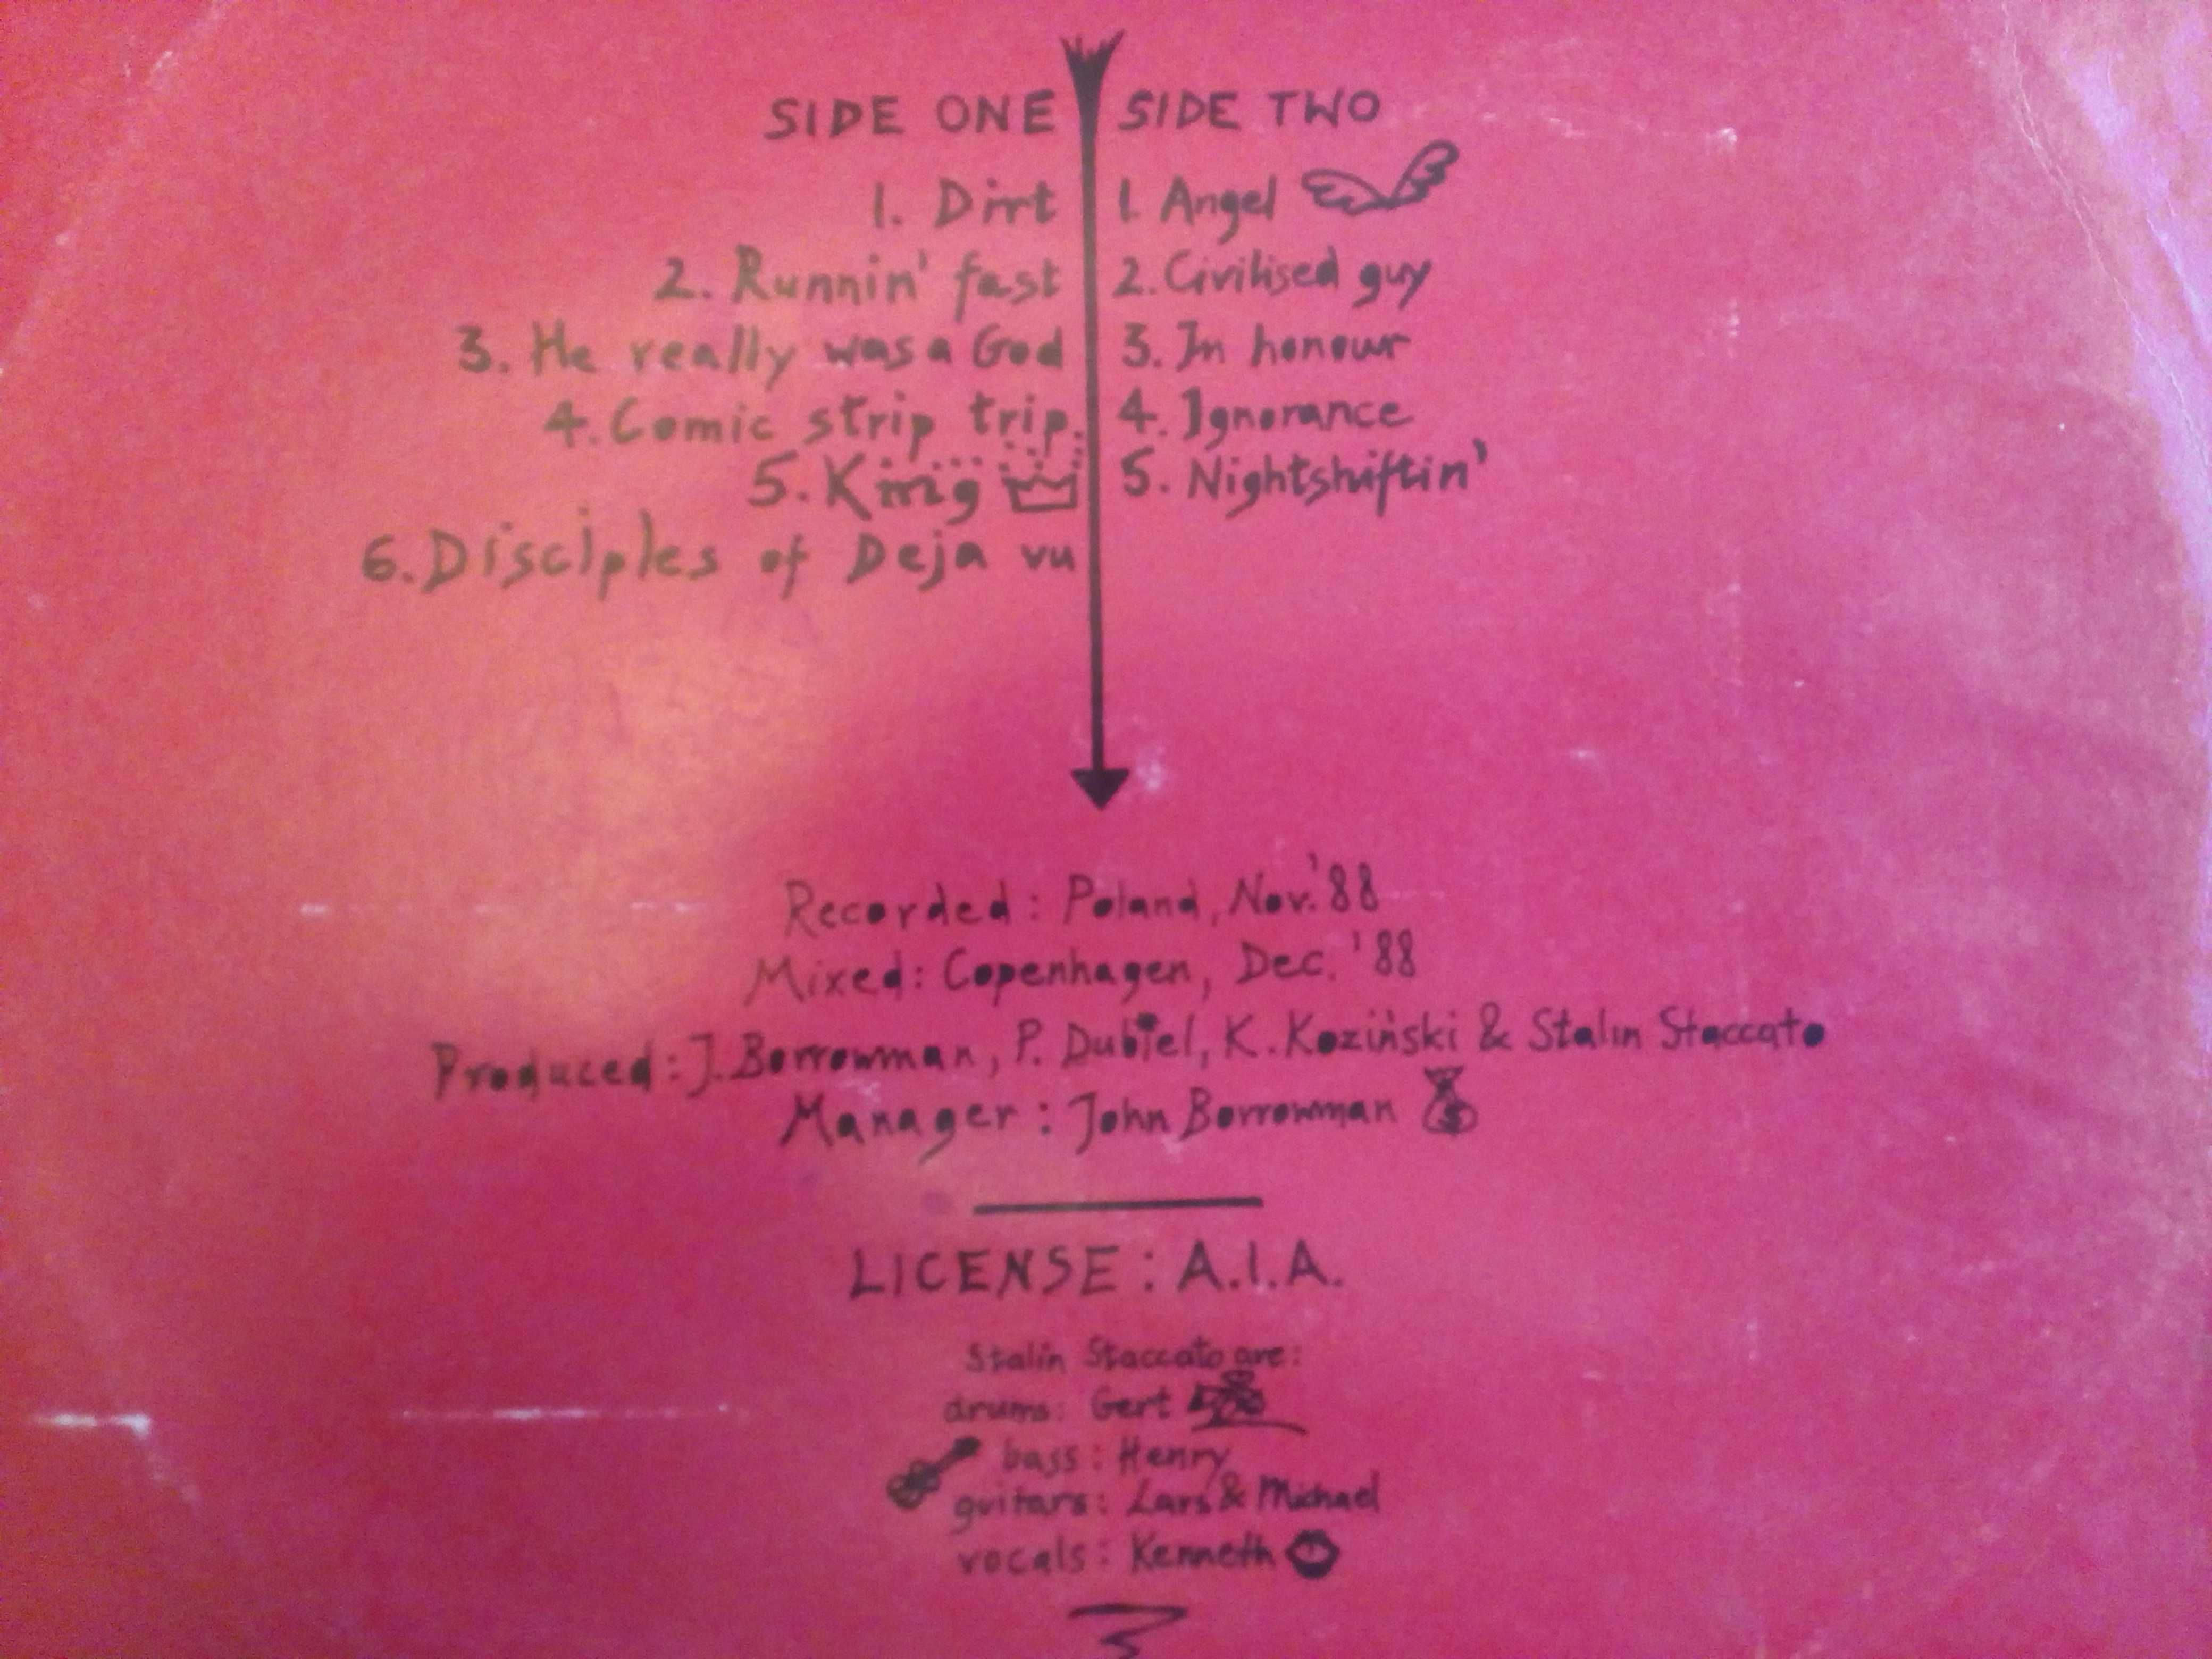 SIDE ONE
1. Dirt
2. Runnin' fast
3. He really was a God
4. Comic strip trip.
5. King
6. Disciples of Deja vu
SIDE TWO
1. Angel
2. Civilised guy
3. In honour
4. Ignorance
5. Nightshiftin'
Recorded: Poland, Nov. '88
Mixed: Copenhagen, Dec. '88
Produced: J. Borrowman, P. Dubiel, K. Koziński & Stalin Staccato
Manager: John Borrowman
LICENSE: A.I.A.
Stalin Staccato are:
drums: Gert
bass: Henry
guitars: Lars & Michael
vocals: Kenneth